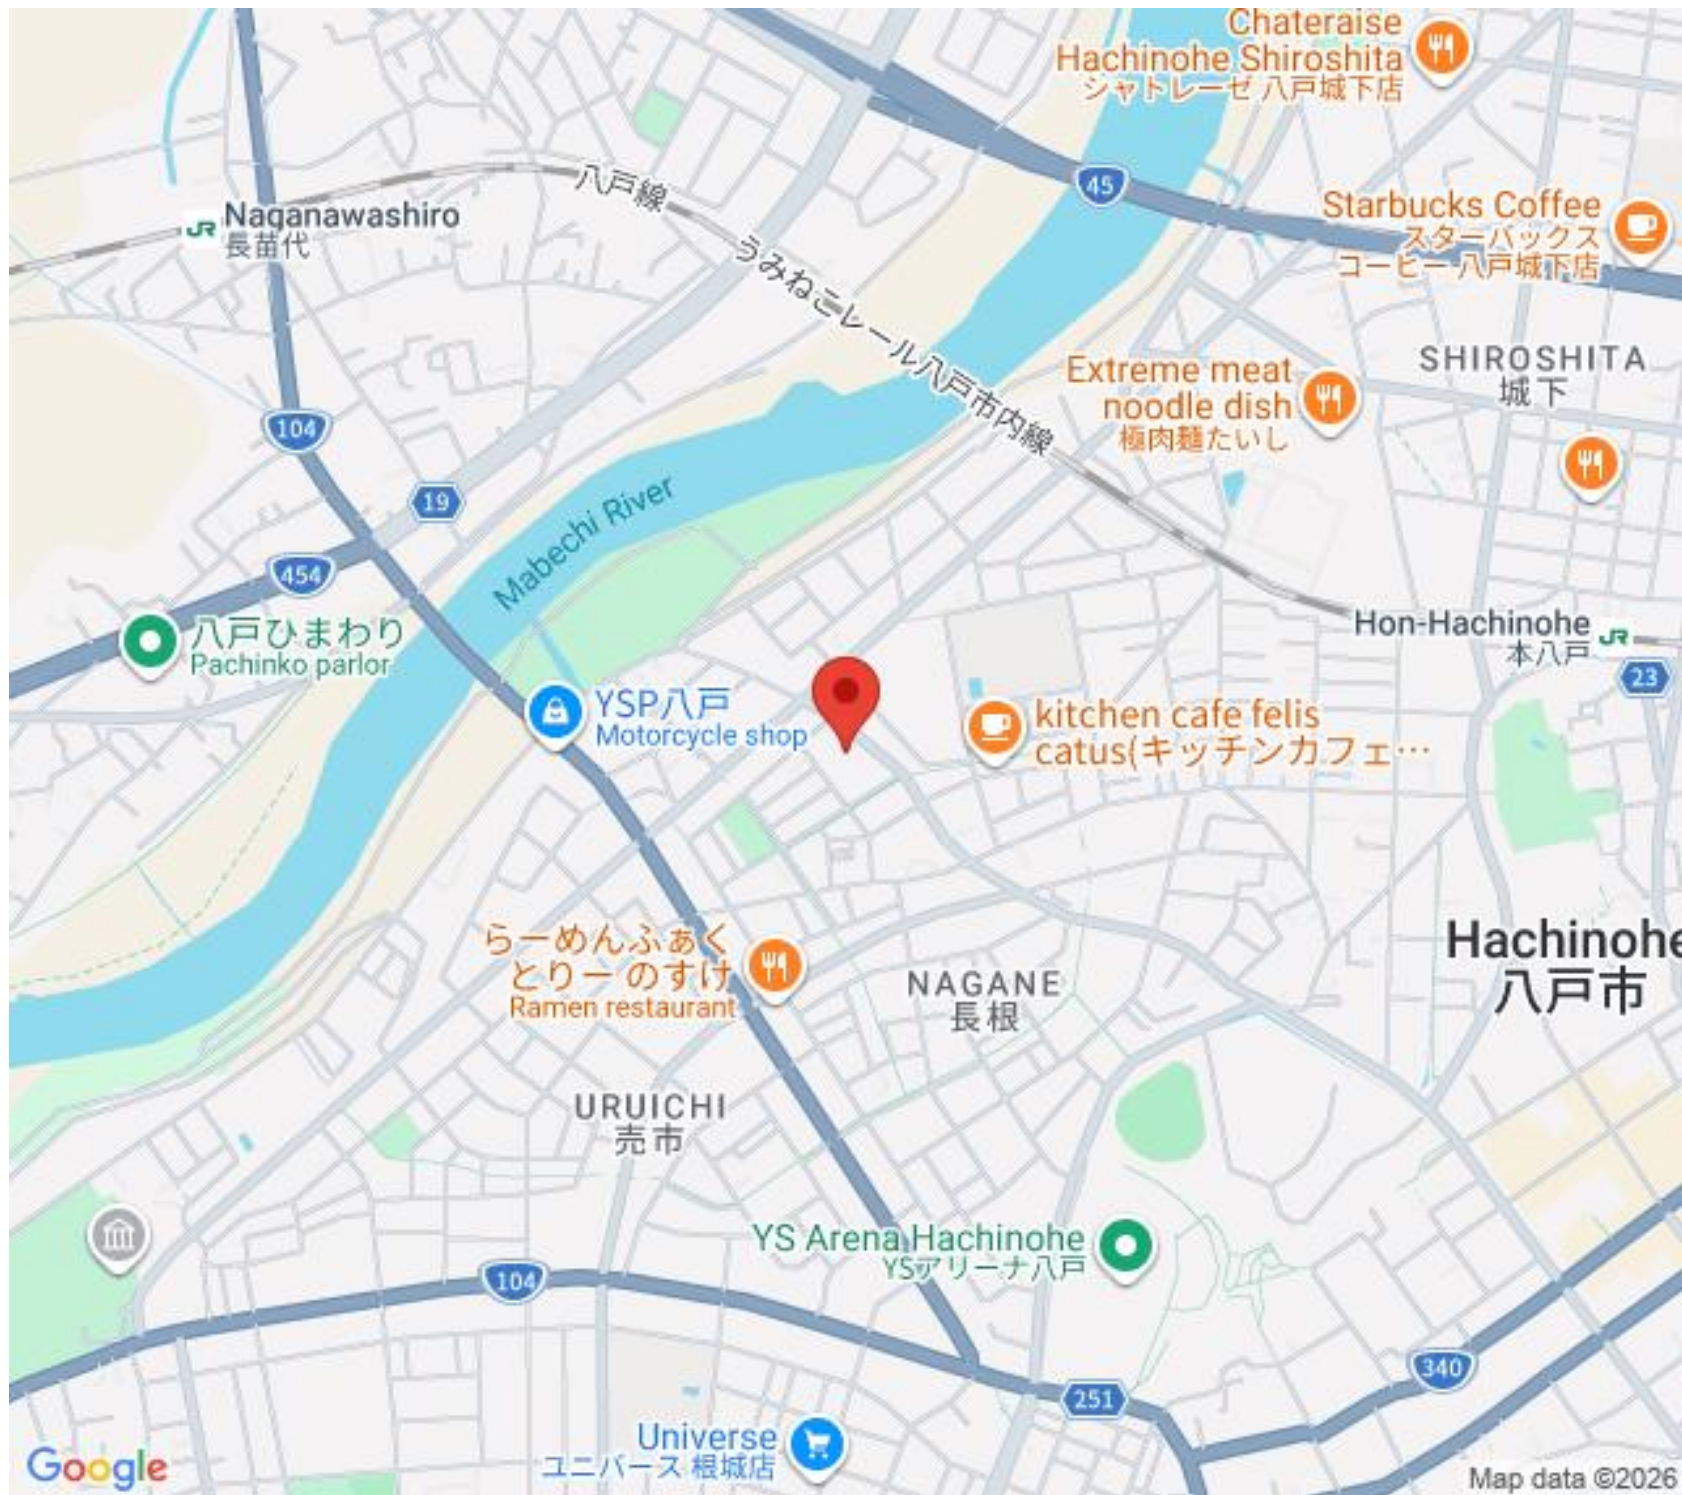 Chateraise
Hachinohe Shiroshita
シャトレーゼ 八戸城下店
45
八戸線
Naganawashiro
長苗代
JR
Starbucks Coffee
スターバックス
コーヒー 八戸城下店
うみねこレール八戸市内線
SHIROSHITA
城下
Extreme meat
noodle dish
極肉麺たいし
104
19
Mabechi River
454
八戸ひまわり
Pachinko parlor
Hon-Hachinohe
本八戸
JR
23
YSP八戸
Motorcycle shop
kitchen cafe felis
catus(キッチンカフェ…
らーめんふぁく
とりー のすけ
Ramen restaurant
Hachinohe
八戸市
NAGANE
長根
URUICHI
売市
YS Arena Hachinohe
YSアリーナ八戸
104
340
251
Universe
ユニバース 根城店
Google
Map data ©2026